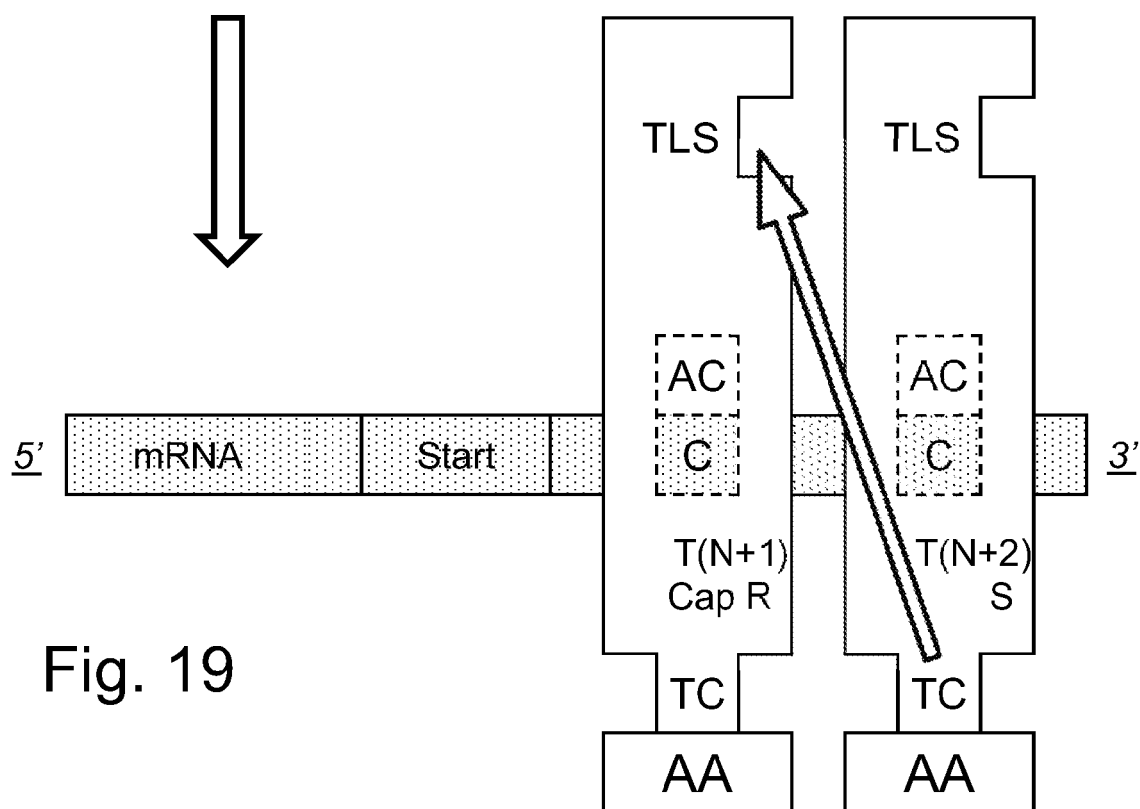 TLS TLS
AC AC
5' mRNA Start C C 3'
T(N+1) T(N+2)
Cap R S
Fig. 19
TC TC
AA AA